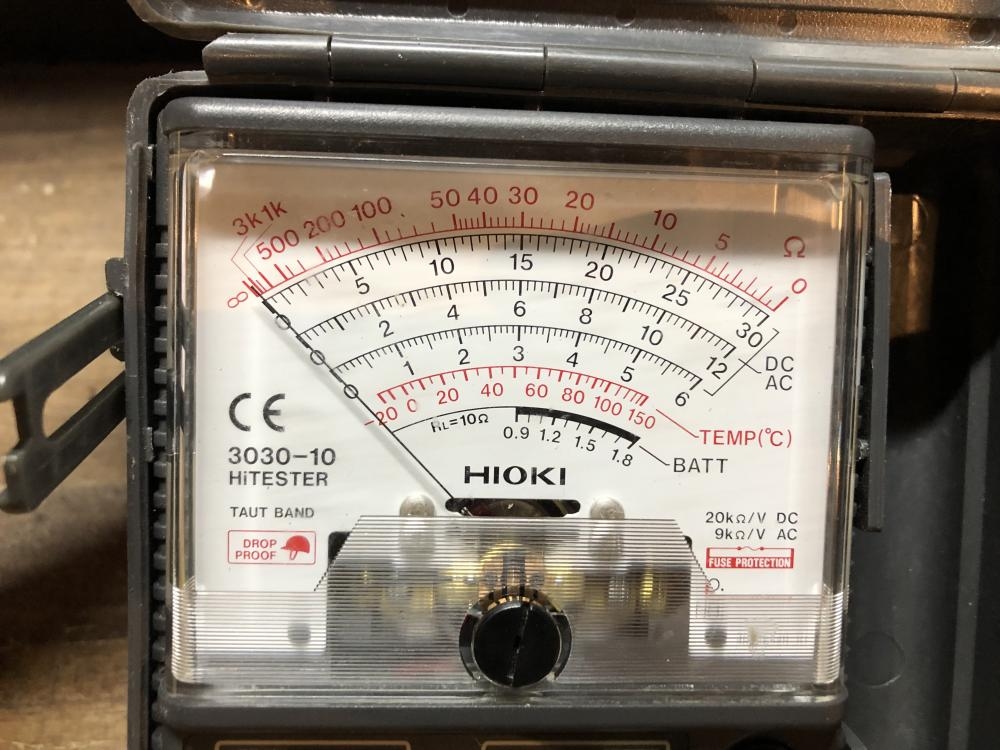 3k 1k 500 200 100 50 40 30 20 10 5 Ω
∞ 0
0 5 10 15 20 25 30
0 2 4 6 8 10 12 DC
0 1 2 3 4 5 6 AC
-20 0 20 40 60 80 100 150 TEMP(℃)
RL=10Ω 0.9 1.2 1.5 1.8 BATT
CE
3030-10
HiTESTER
HIOKI
TAUT BAND
DROP
PROOF
20kΩ/V DC
9kΩ/V AC
FUSE PROTECTION